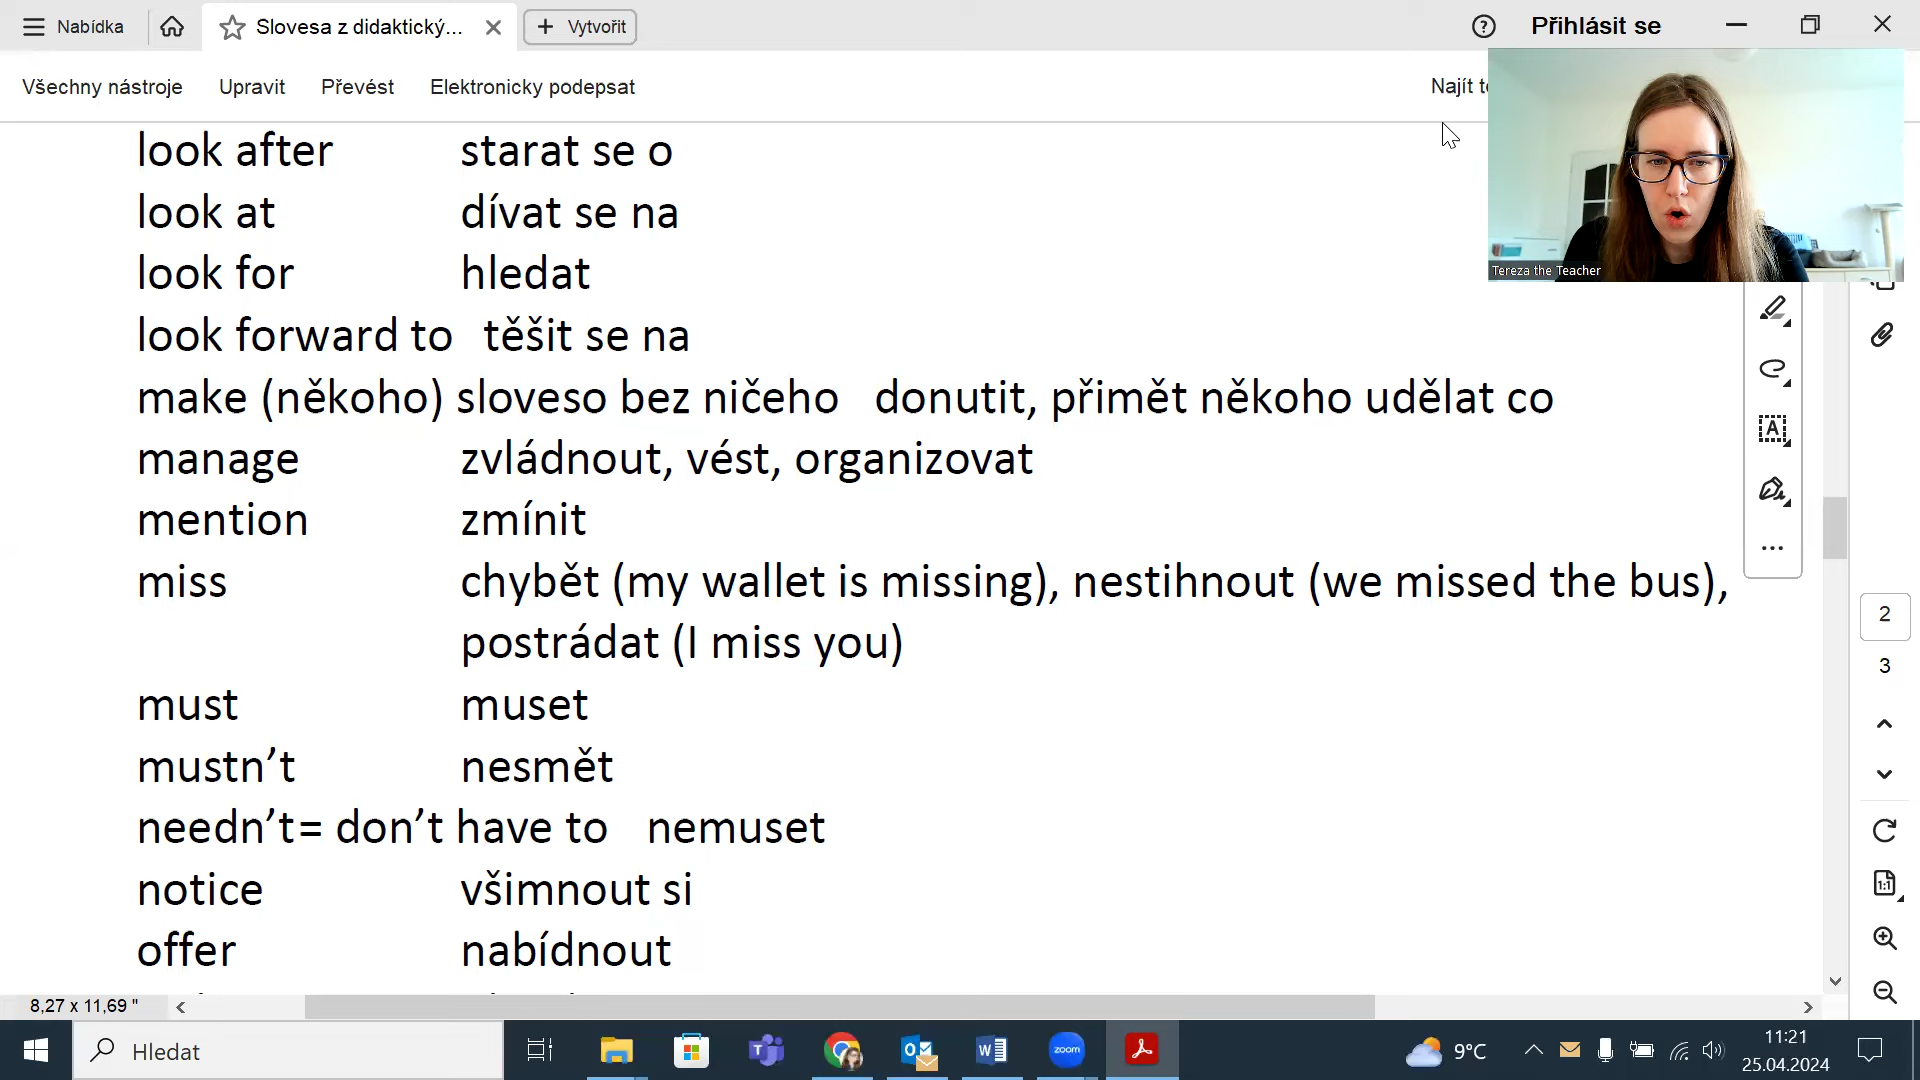 Nabídka
Slovesa z didaktický...
Vytvořit
Přihlásit se
Všechny nástroje
Upravit
Převést
Elektronicky podepsat
Najít te
Tereza the Teacher
look after starat se o
look at dívat se na
look for hledat
look forward to těšit se na
make (někoho) sloveso bez ničeho donutit, přimět někoho udělat co
manage zvládnout, vést, organizovat
mention zmínit
miss chybět (my wallet is missing), nestihnout (we missed the bus),
postrádat (I miss you)
must muset
mustn’t nesmět
needn’t= don’t have to nemuset
notice všimnout si
offer nabídnout
2
3
8,27 x 11,69 "
Hledat
zoom
9°C
11:21
25.04.2024